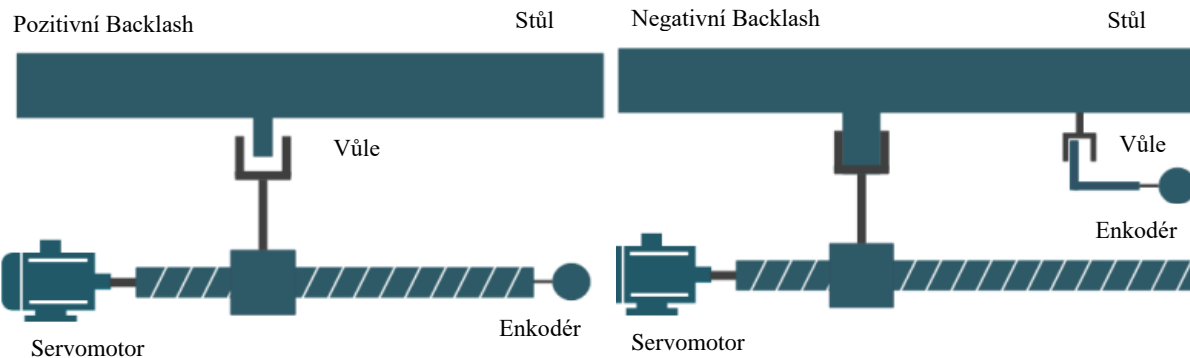 Pozitivní Backlash
Stůl
Vůle
Enkodér
Servomotor
Negativní Backlash
Stůl
Vůle
Enkodér
Servomotor